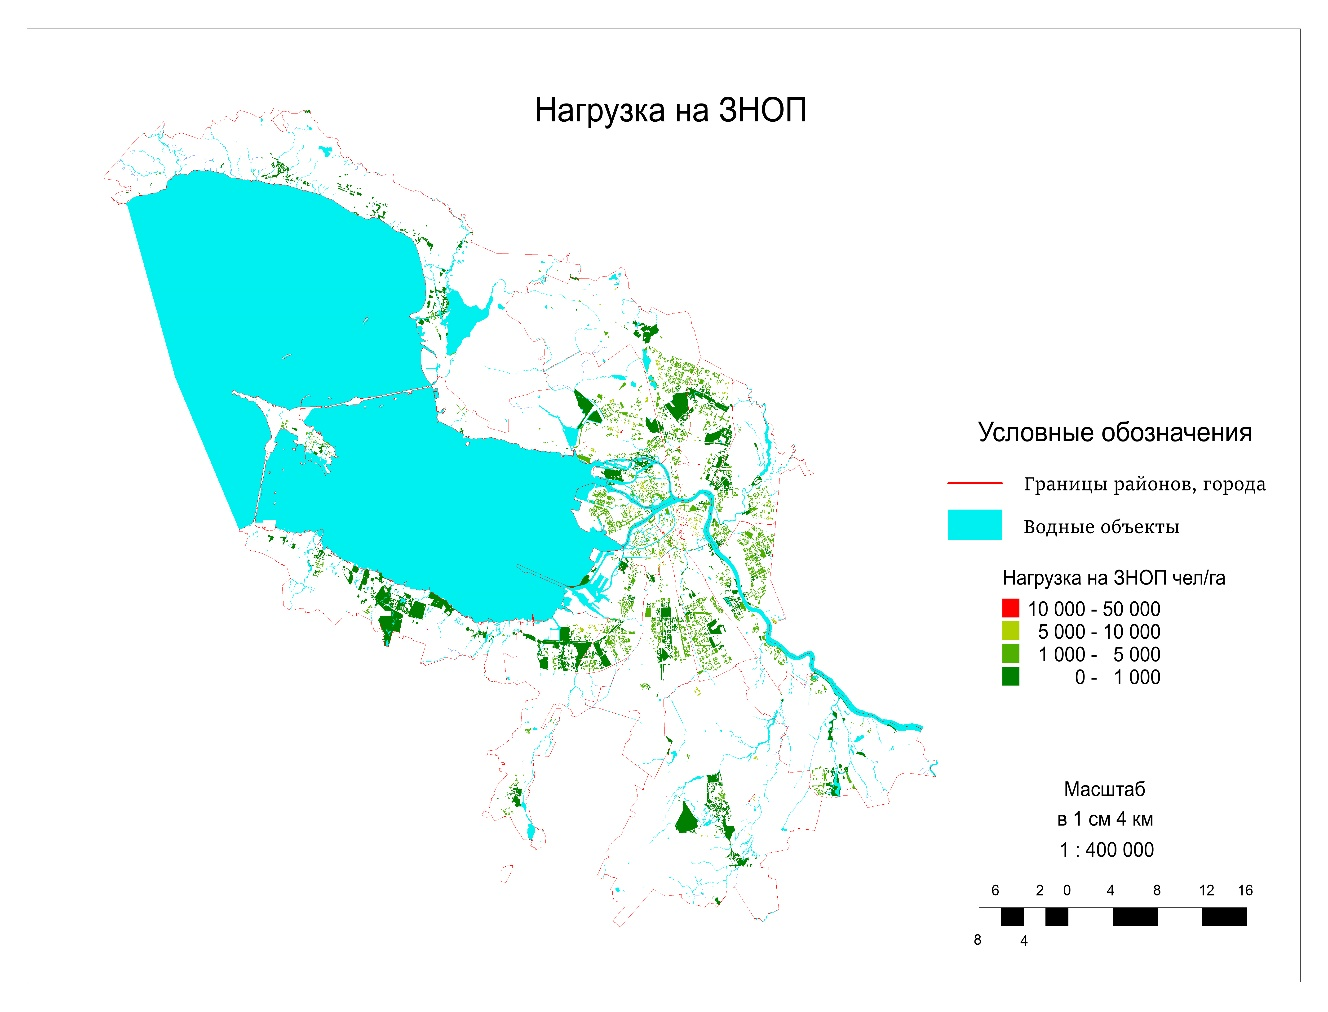 Нагрузка на ЗНОП
Условные обозначения
Границы районов, города
Водные объекты
Нагрузка на ЗНОП чел/га
10 000 - 50 000
5 000 - 10 000
1 000 - 5 000
0 - 1 000
Масштаб
в 1 см 4 км
1 : 400 000
6 2 0 4 8 12 16
8 4